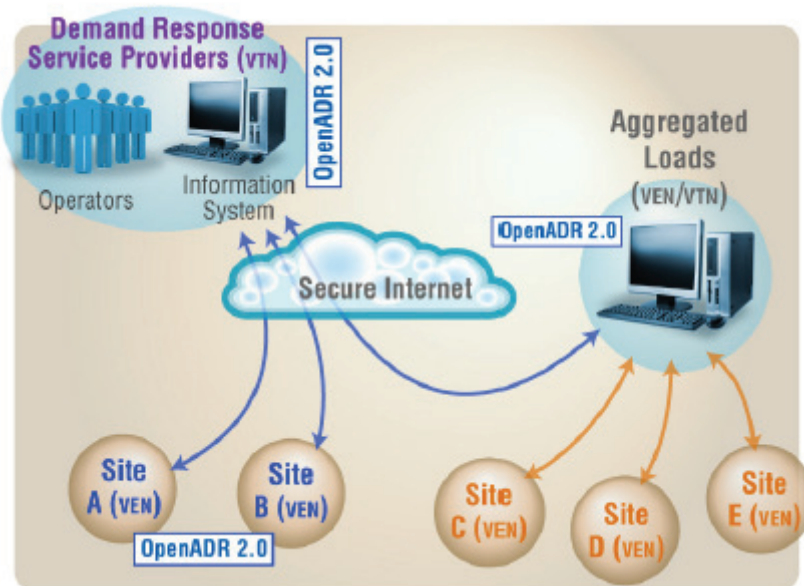 Demand Response
Service Providers (VTN)
OpenADR 2.0
Operators
Information
System
Aggregated
Loads
(VEN/VTN)
OpenADR 2.0
Secure Internet
Site
A (VEN)
Site
B (VEN)
OpenADR 2.0
Site
C (VEN)
Site
D (VEN)
Site
E (VEN)